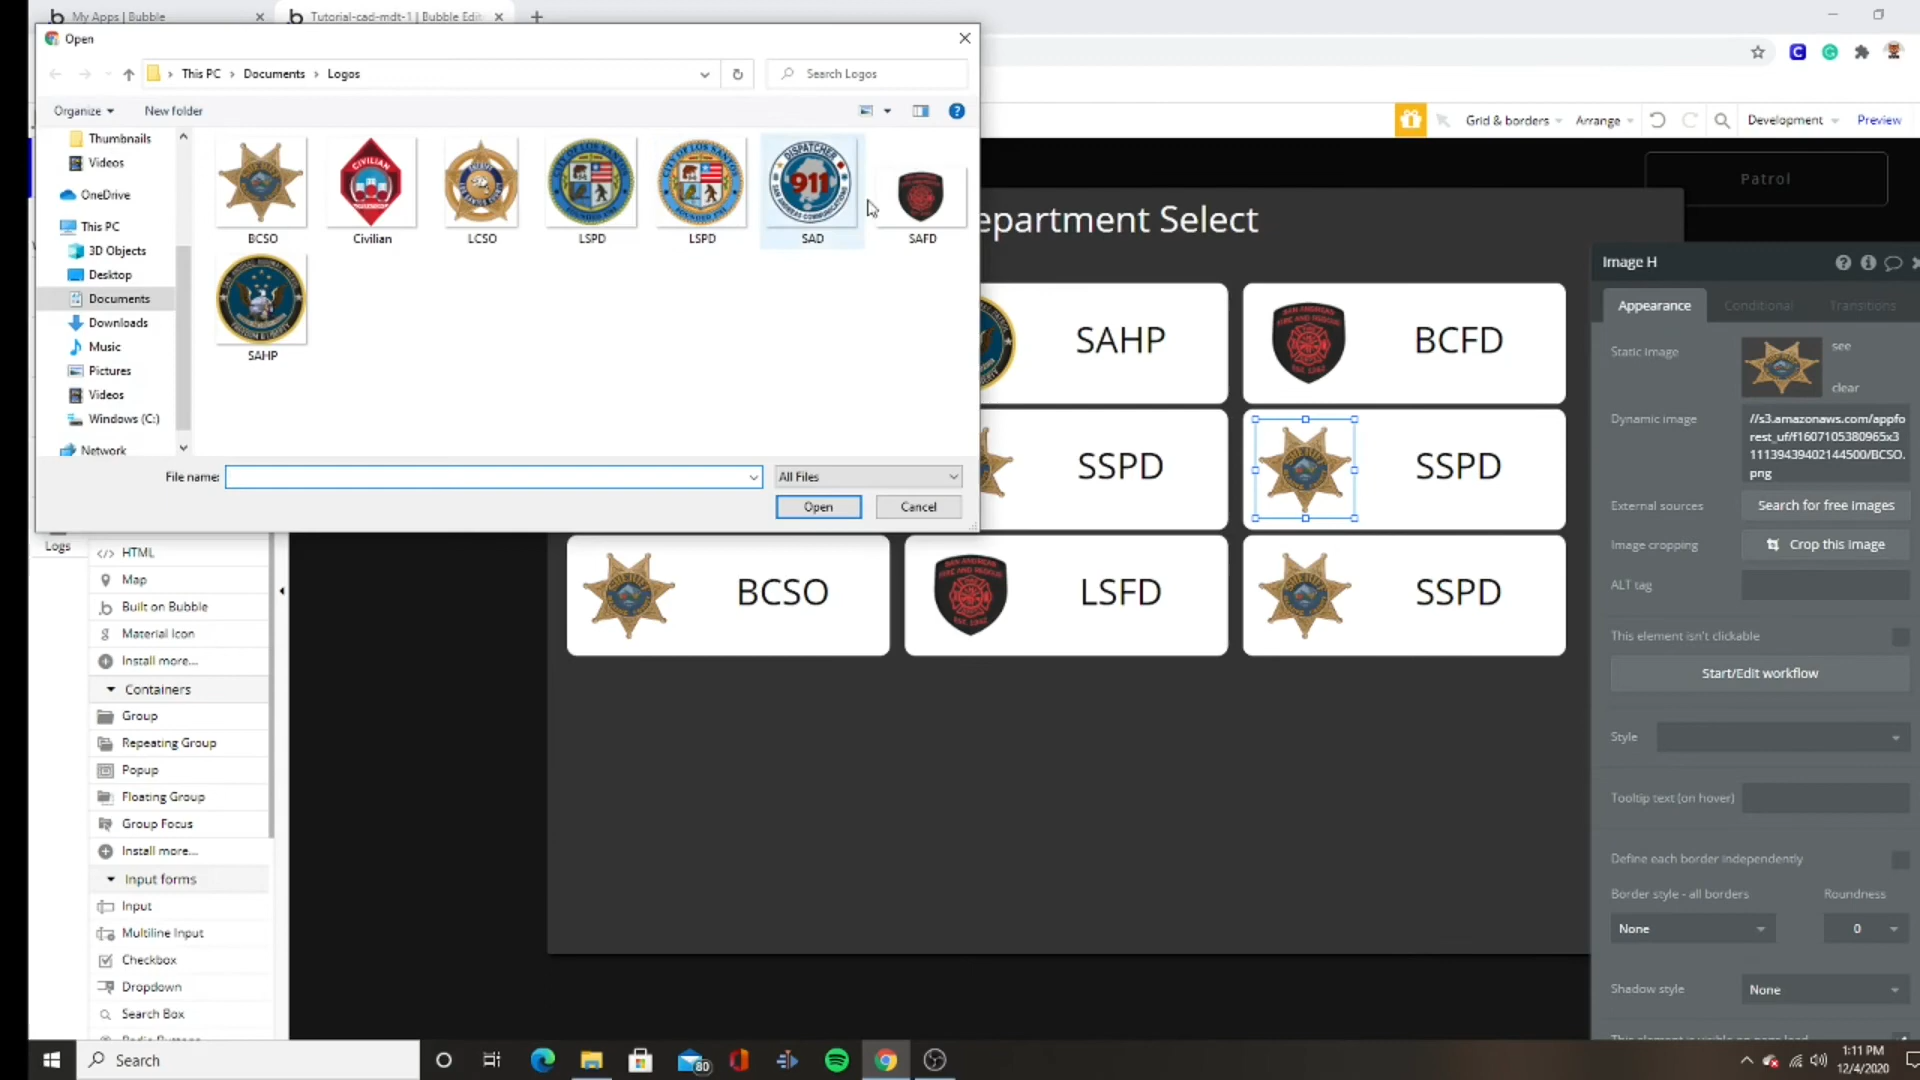 My Apps | Bubble
Tutorial-cad-mdt-1 | Bubble Edit
Open
This PC > Documents > Logos
Search Logos
Organize
New folder
Thumbnails
Videos
OneDrive
This PC
3D Objects
Desktop
Documents
Downloads
Music
Pictures
Videos
Windows (C:)
Network
BCSO
Civilian
LCSO
LSPD
LSPD
SAD
SAFD
SAHP
CIVILIAN
DISPATCHER
911
File name:
All Files
Open
Cancel
Grid & borders
Arrange
Development
Preview
Patrol
epartment Select
SAHP
BCFD
SSPD
SSPD
BCSO
LSFD
SSPD
Image H
Appearance
Conditional
Transitions
Static image
see
clear
Dynamic image
//s3.amazonaws.com/appfo
rest_uf/f1607105380965x3
11139439402144500/BCSO.
png
External sources
Search for free images
Image cropping
Crop this image
ALT tag
This element isn't clickable
Start/Edit workflow
Style
Tooltip text (on hover)
Define each border independently
Border style - all borders
Roundness
None
0
Shadow style
None
Logs
HTML
Map
Built on Bubble
Material Icon
Install more...
Containers
Group
Repeating Group
Popup
Floating Group
Group Focus
Install more...
Input forms
Input
Multiline Input
Checkbox
Dropdown
Search Box
Search
80
1:11 PM
12/4/2020